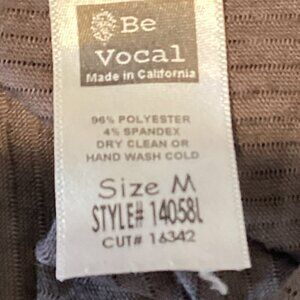 Be
Vocal
Made in California
96% POLYESTER
4% SPANDEX
DRY CLEAN OR
HAND WASH COLD
Size M
STYLE# 14058L
CUT# 16342